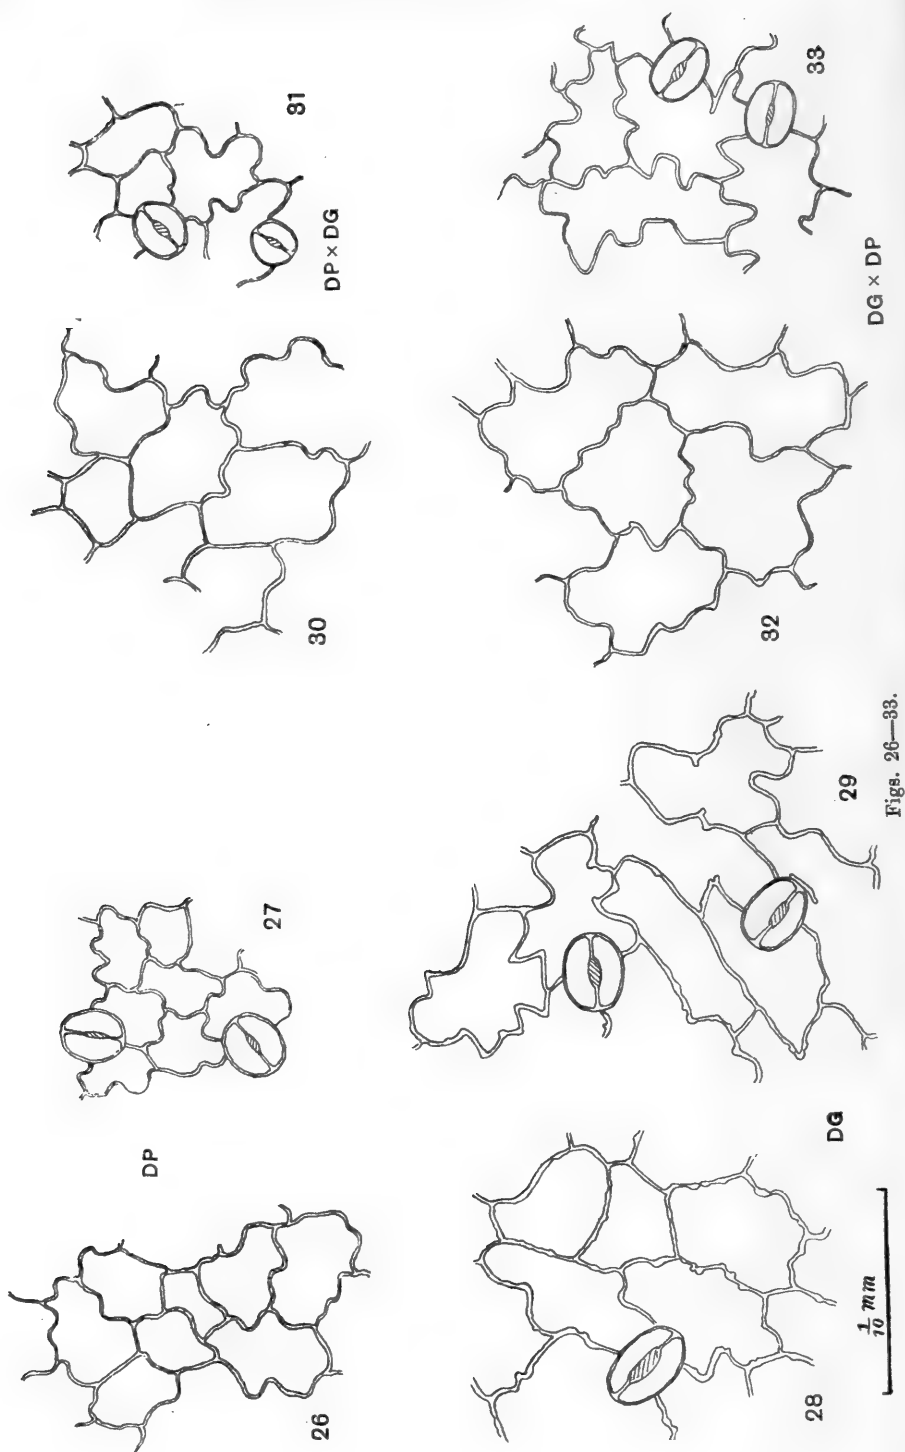 26
DP
27
30
DP × DG
31
28
1/10 mm
DG
29
32
DG × DP
33
Figs. 26—33.